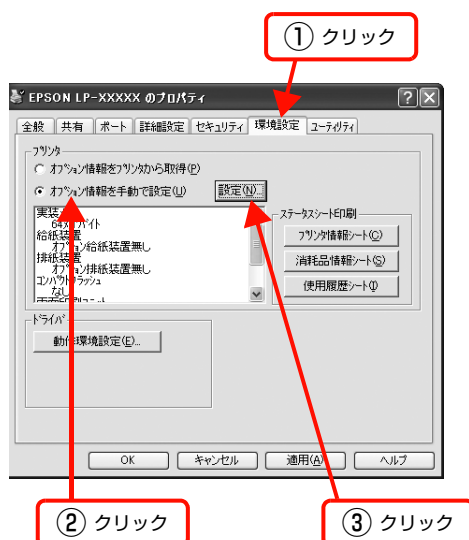 ① クリック
EPSON LP-XXXXX のプロパティ
全般 共有 ポート 詳細設定 セキュリティ 環境設定 ユーティリティ
プリンタ
オプション情報をプリンタから取得(P)
オプション情報を手動で設定(U) 設定(N)...
ステータスシート印刷
64メガバイト
給紙装置
オプション給紙装置無し
排紙装置
オプション排紙装置無し
コンパクトフラッシュ
なし
プリンタ情報シート(C)
消耗品情報シート(S)
使用履歴シート(I)
ドライバ
動作環境設定(E)...
OK キャンセル 適用(A) ヘルプ
② クリック ③ クリック